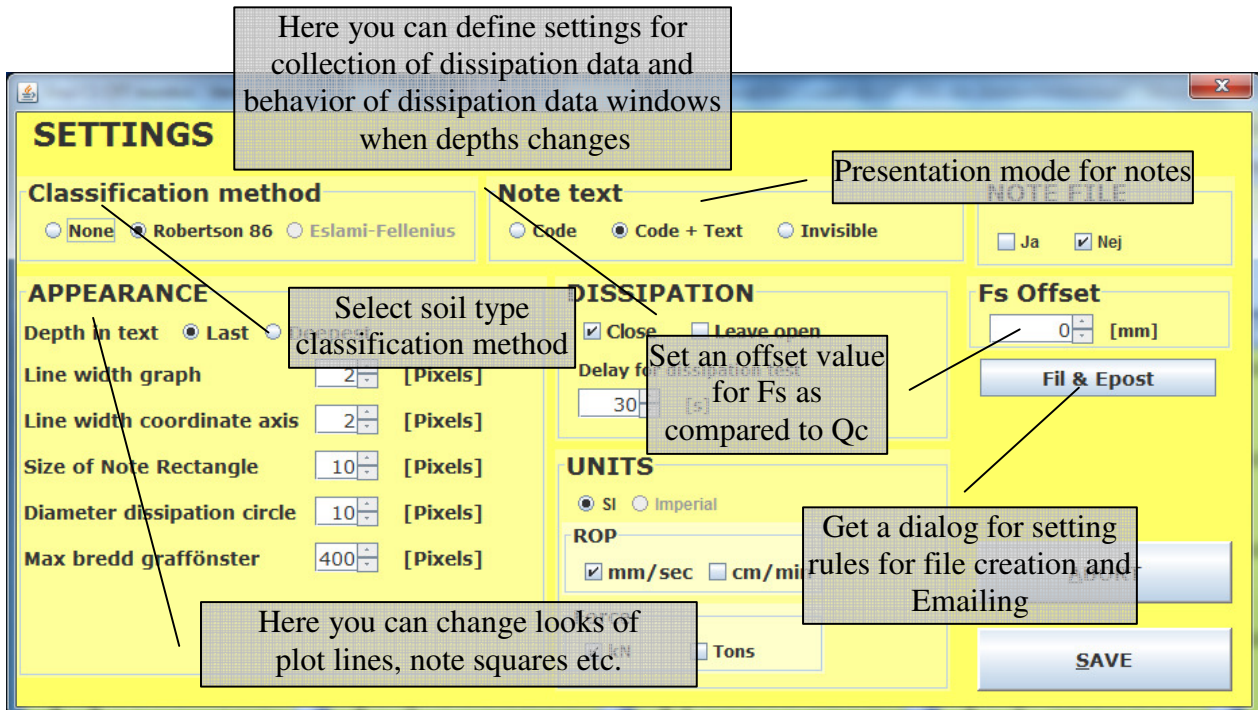 Here you can define settings for
collection of dissipation data and
behavior of dissipation data windows
when depths changes
SETTINGS
Presentation mode for notes
Classification method
None Robertson 86 Eslami-Fellenius
Note text
Code Code + Text Invisible
NOTE FILE
Ja Nej
APPEARANCE
Depth in text Last Deepest
Line width graph 2 [Pixels]
Line width coordinate axis 2 [Pixels]
Size of Note Rectangle 10 [Pixels]
Diameter dissipation circle 10 [Pixels]
Max bredd graffönster 400 [Pixels]
Select soil type
classification method
DISSIPATION
Close Leave open
Delay for dissipation test
30 [s]
Set an offset value
for Fs as
compared to Qc
Fs Offset
0 [mm]
Fil & Epost
UNITS
SI Imperial
ROP
mm/sec cm/min
Force
kN Tons
Get a dialog for setting
rules for file creation and
Emailing
Here you can change looks of
plot lines, note squares etc.
ABORT
SAVE